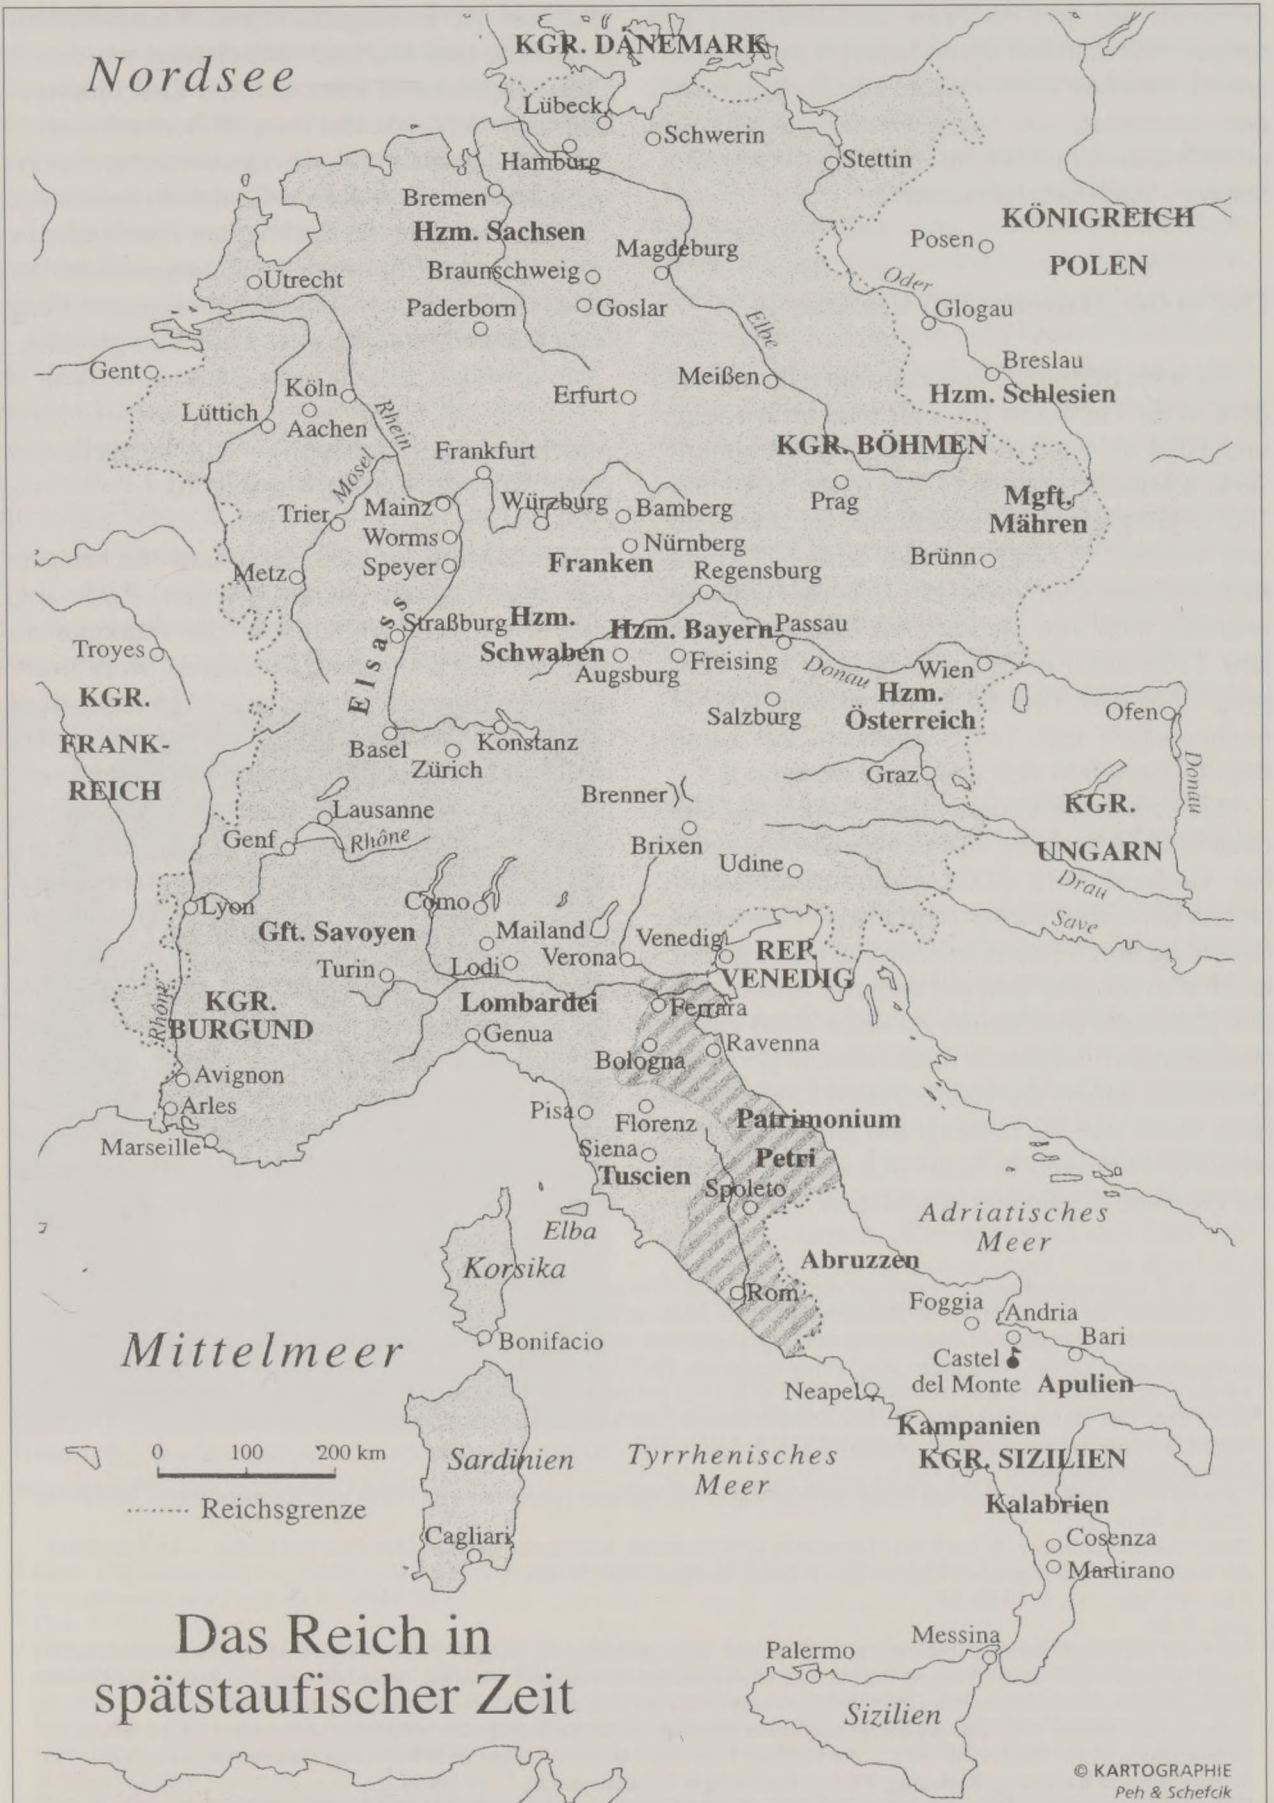 KGR. DÄNEMARK
Nordsee
Lübeck
Schwerin
Hamburg
Stettin
Bremen
Hzm. Sachsen
KÖNIGREICH
POLEN
Posen
Magdeburg
Braunschweig
Utrecht
Oder
Paderborn
Goslar
Glogau
Elbe
Gent
Breslau
Meißen
Köln
Erfurt
Hzm. Schlesien
Lüttich
Aachen
Rhein
KGR. BÖHMEN
Frankfurt
Mosel
Prag
Mgft.
Mähren
Trier
Mainz
Würzburg
Bamberg
Worms
Nürnberg
Brünn
Franken
Metz
Speyer
Regensburg
Elsass
Straßburg
Hzm.
Schwaben
Hzm. Bayern
Passau
Troyes
Augsburg
Freising
Donau
Wien
KGR.
FRANK-
REICH
Hzm.
Österreich
Salzburg
Ofen
Basel
Konstanz
Zürich
Graz
Donau
Brenner
KGR.
UNGARN
Lausanne
Genf
Rhône
Brixen
Udine
Drau
Save
Lyon
Como
Gft. Savoyen
Mailand
Venedig
REP.
VENEDIG
Turin
Lodi
Verona
KGR.
BURGUND
Rhône
Lombardei
Ferrara
Genua
Bologna
Ravenna
Avignon
Arles
Pisa
Florenz
Patrimonium
Petri
Marseille
Siena
Tuscien
Spoleto
Elba
Adriatisches
Meer
Korsika
Abruzzen
Rom
Foggia
Andria
Bari
Mittelmeer
Bonifacio
Castel
del Monte
Apulien
Neapel
Kampanien
0 100 200 km
Sardinien
Tyrrhenisches
Meer
KGR. SIZILIEN
Reichsgrenze
Kalabrien
Cagliari
Cosenza
Martirano
Das Reich in
spätstaufischer Zeit
Palermo
Messina
Sizilien
© KARTOGRAPHIE
Peh & Schefcik